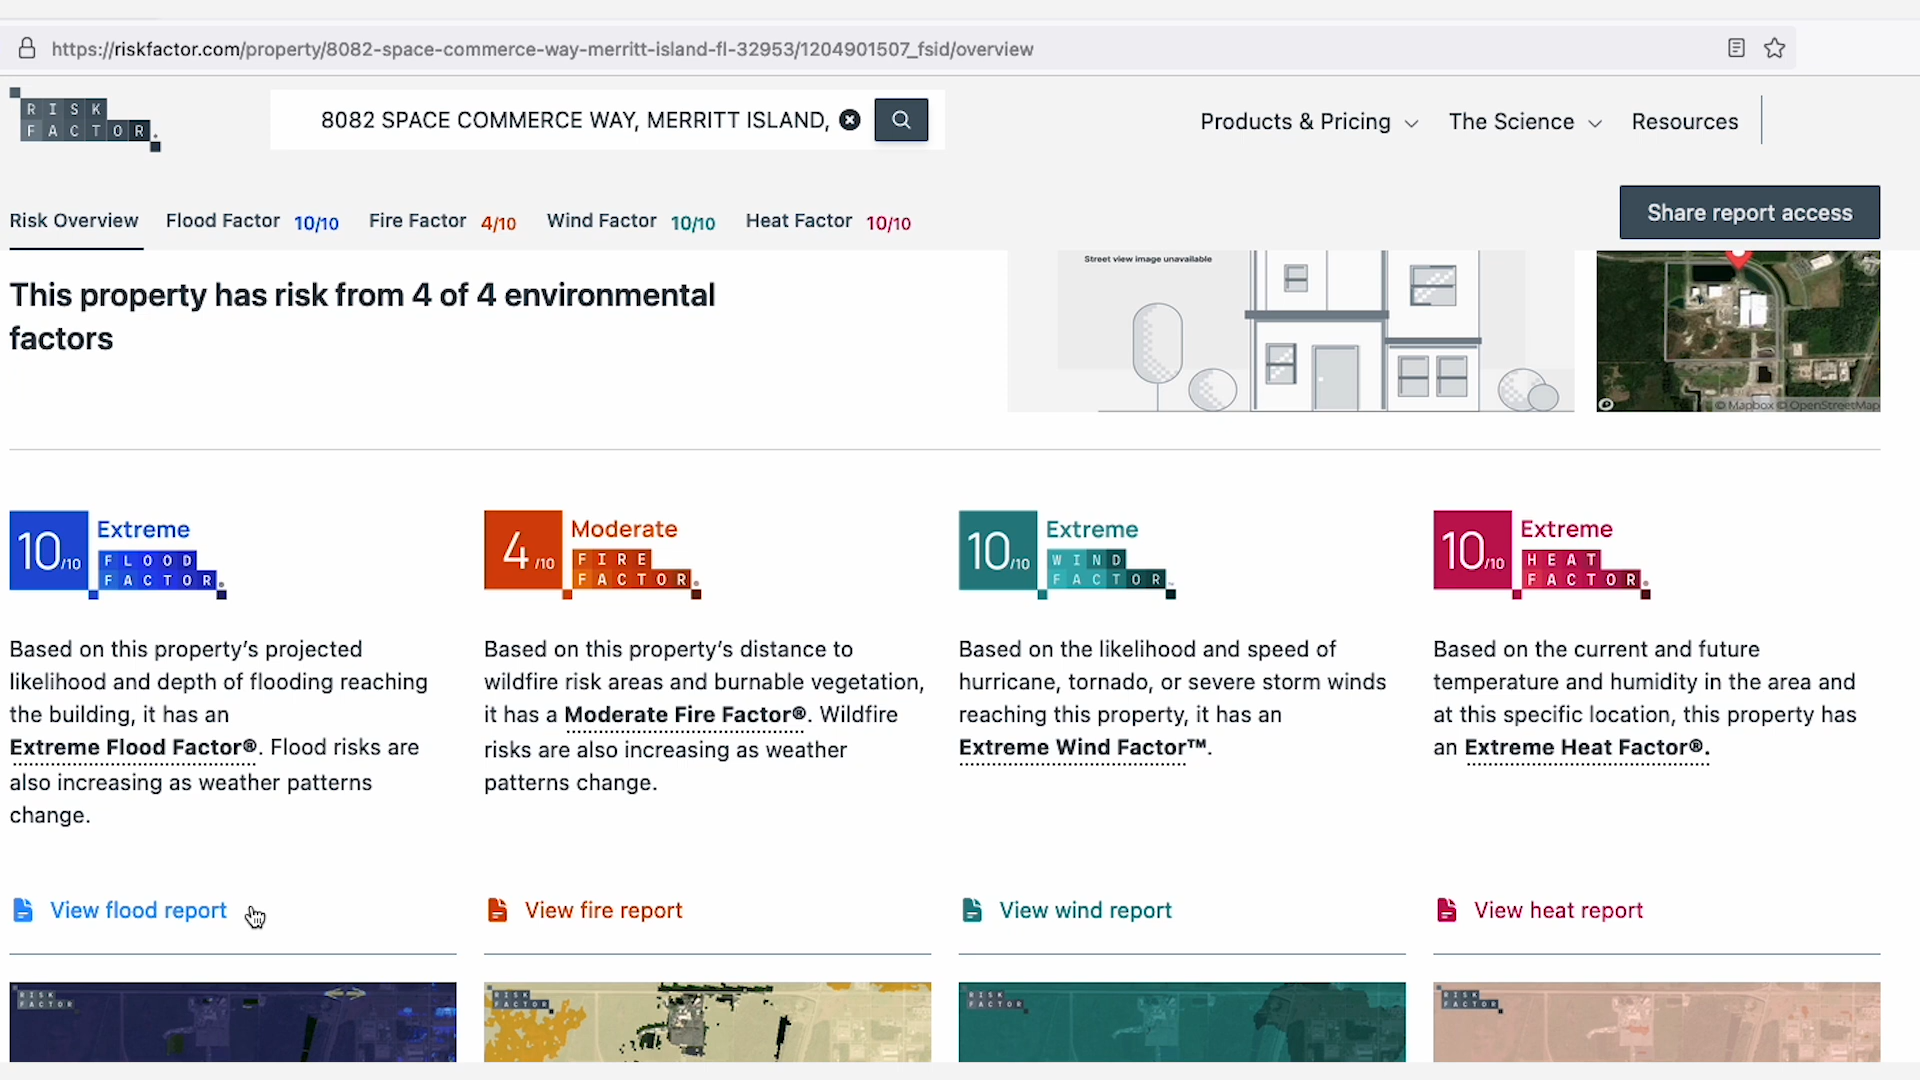 https://riskfactor.com/property/8082-space-commerce-way-merritt-island-fl-32953/1204901507_fsid/overview
RISK
FACTOR
8082 SPACE COMMERCE WAY, MERRITT ISLAND,
Products & Pricing
The Science
Resources
Risk Overview
Flood Factor 10/10
Fire Factor 4/10
Wind Factor 10/10
Heat Factor 10/10
Share report access
This property has risk from 4 of 4 environmental
factors
Street view image unavailable
© Mapbox © OpenStreetMap
10/10 Extreme
FLOOD
FACTOR
Based on this property's projected
likelihood and depth of flooding reaching
the building, it has an
Extreme Flood Factor®. Flood risks are
also increasing as weather patterns
change.
View flood report
4/10 Moderate
FIRE
FACTOR
Based on this property's distance to
wildfire risk areas and burnable vegetation,
it has a Moderate Fire Factor®. Wildfire
risks are also increasing as weather
patterns change.
View fire report
10/10 Extreme
WIND
FACTOR
Based on the likelihood and speed of
hurricane, tornado, or severe storm winds
reaching this property, it has an
Extreme Wind Factor™.
View wind report
10/10 Extreme
HEAT
FACTOR
Based on the current and future
temperature and humidity in the area and
at this specific location, this property has
an Extreme Heat Factor®.
View heat report
RISK
FACTOR
RISK
FACTOR
RISK
FACTOR
RISK
FACTOR